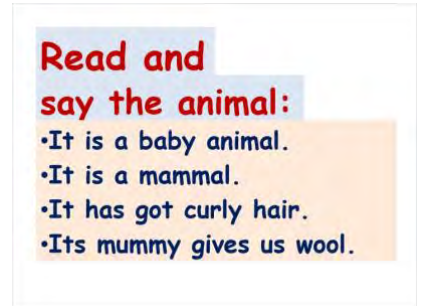 Read and
say the animal:
•It is a baby animal.
•It is a mammal.
•It has got curly hair.
•Its mummy gives us wool.